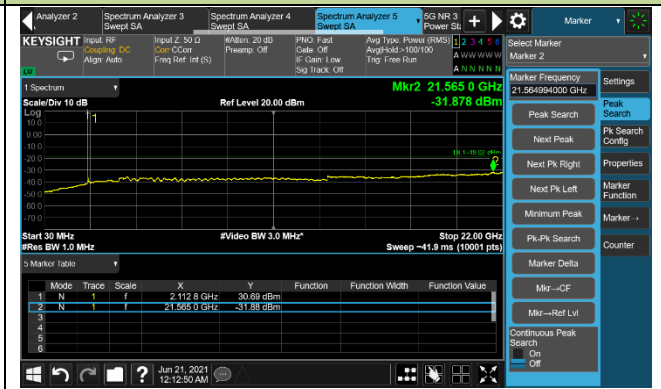 Analyzer 2
Spectrum Analyzer 3
Swept SA
Spectrum Analyzer 4
Swept SA
Spectrum Analyzer 5
Swept SA
5G NR 3
Power St
Marker
KEYSIGHT
Input: RF
Coupling: DC
Align: Auto
Input Z: 50 Ω
Corr CCorr
Freq Ref: Int (S)
#Atten: 20 dB
Preamp: Off
PNO: Fast
Gate: Off
IF Gain: Low
Sig Track: Off
Avg Type: Power (RMS)
Avg|Hold:>100/100
Trig: Free Run
1 2 3 4 5 6
A W W W W W
A N N N N N
LU
Select Marker
Marker 2
1 Spectrum
Mkr2 21.565 0 GHz
Scale/Div 10 dB
Ref Level 20.00 dBm
-31.878 dBm
Log
10.0
0.00
-10.0
-20.0
-30.0
-40.0
-50.0
-60.0
-70.0
1
DL1 -19.02 dBm
2
Start 30 MHz
#Video BW 3.0 MHz*
Stop 22.00 GHz
#Res BW 1.0 MHz
Sweep ~41.9 ms (10001 pts)
5 Marker Table
Mode Trace Scale X Y Function Function Width Function Value
1 N 1 f 2.112 8 GHz 30.69 dBm
2 N 1 f 21.565 0 GHz -31.88 dBm
3
4
5
6
Marker Frequency
21.564994000 GHz
Peak Search
Next Peak
Next Pk Right
Next Pk Left
Minimum Peak
Pk-Pk Search
Marker Delta
Mkr→CF
Mkr→Ref Lvl
Continuous Peak
Search
On
Off
Settings
Peak
Search
Pk Search
Config
Properties
Marker
Function
Marker→
Counter
?
Jun 21, 2021
12:12:50 AM